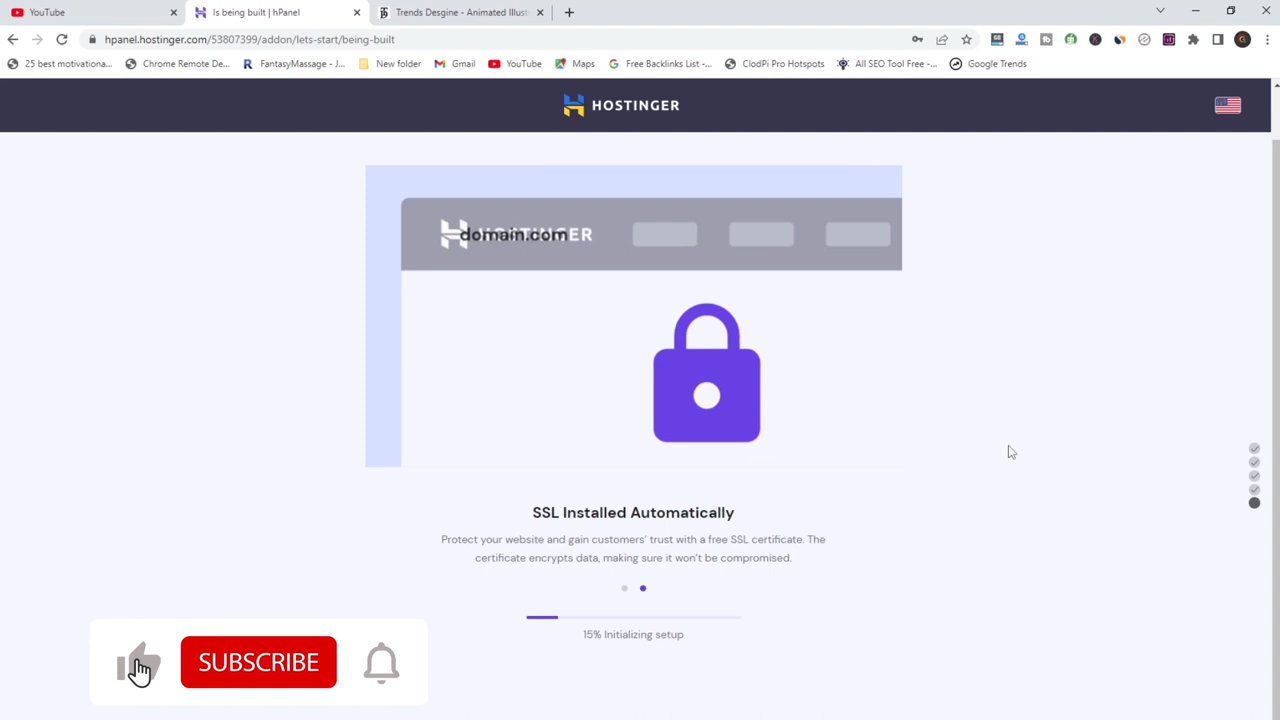 YouTube
Is being built | hPanel
Trends Desgine - Animated Illust
hpanel.hostinger.com/53807399/addon/lets-start/being-built
G
25 best motivationa...
Chrome Remote De...
FantasyMassage - J...
New folder
Gmail
YouTube
Maps
Free Backlinks List -...
ClodPi Pro Hotspots
All SEO Tool Free -...
Google Trends
HOSTINGER
HOSTINGER
domain.com
SSL Installed Automatically
Protect your website and gain customers' trust with a free SSL certificate. The
certificate encrypts data, making sure it won't be compromised.
15% Initializing setup
SUBSCRIBE